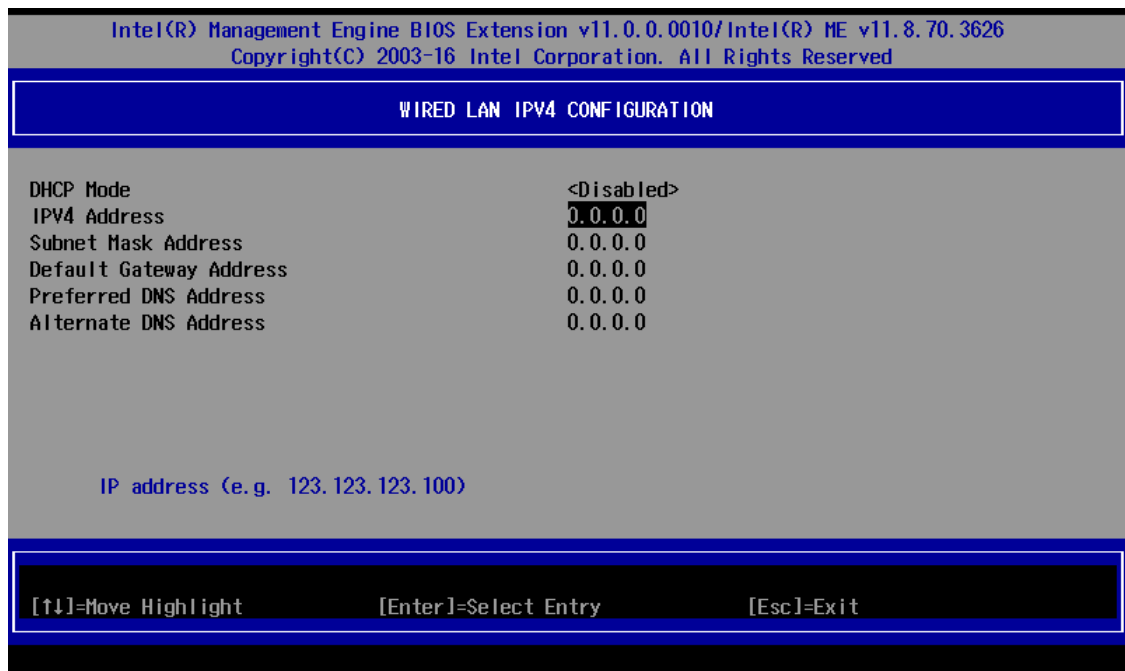 Intel(R) Management Engine BIOS Extension v11.0.0.0010/Intel(R) ME v11.8.70.3626
Copyright(C) 2003-16 Intel Corporation. All Rights Reserved
WIRED LAN IPV4 CONFIGURATION
DHCP Mode <Disabled>
IPV4 Address 0.0.0.0
Subnet Mask Address 0.0.0.0
Default Gateway Address 0.0.0.0
Preferred DNS Address 0.0.0.0
Alternate DNS Address 0.0.0.0
IP address (e.g. 123.123.123.100)
[↑↓]=Move Highlight [Enter]=Select Entry [Esc]=Exit